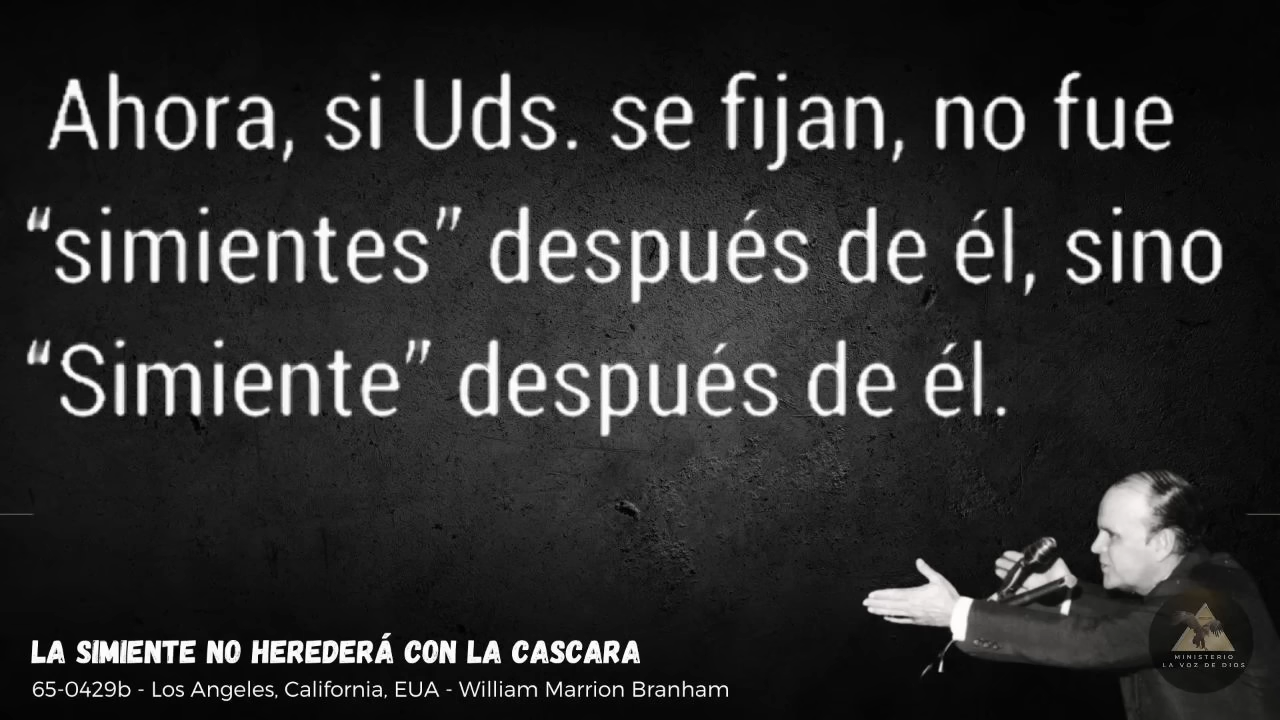 Ahora, si Uds. se fijan, no fue
“simientes” después de él, sino
“Simiente” después de él.
LA SIMIENTE NO HEREDERÁ CON LA CASCARA
65-0429b - Los Angeles, California, EUA - William Marrion Branham
MINISTERIO
LA VOZ DE DIOS